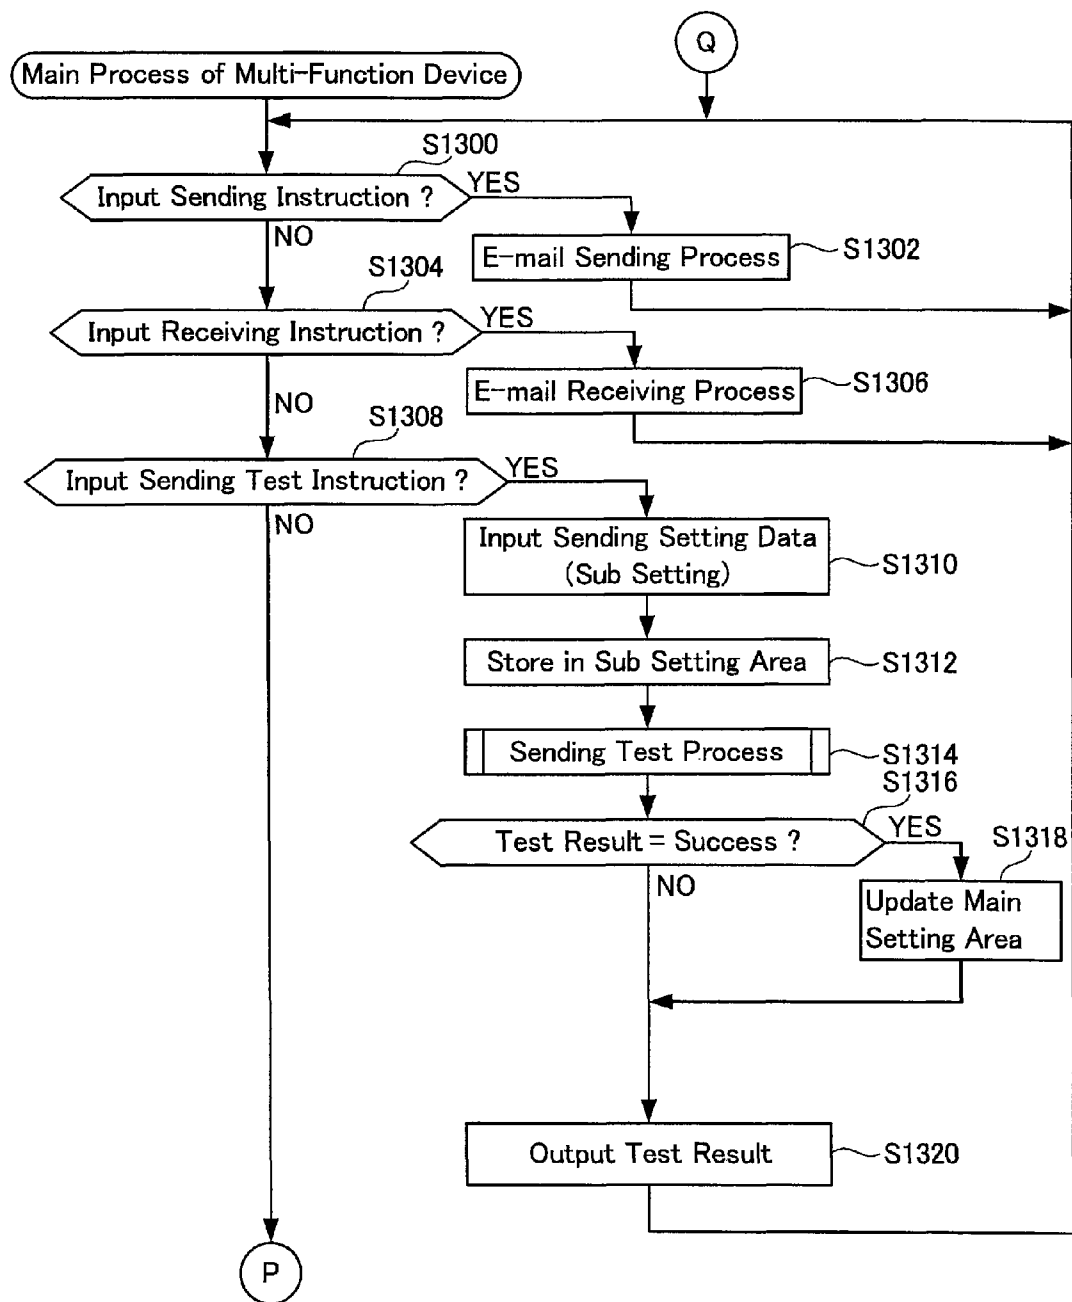 Q
Main Process of Multi-Function Device
S1300
Input Sending Instruction ?
YES
NO
E-mail Sending Process
S1302
S1304
Input Receiving Instruction ?
YES
NO
E-mail Receiving Process
S1306
S1308
Input Sending Test Instruction ?
YES
NO
Input Sending Setting Data
(Sub Setting)
S1310
Store in Sub Setting Area
S1312
Sending Test Process
S1314
S1316
Test Result = Success ?
YES
NO
S1318
Update Main
Setting Area
Output Test Result
S1320
P